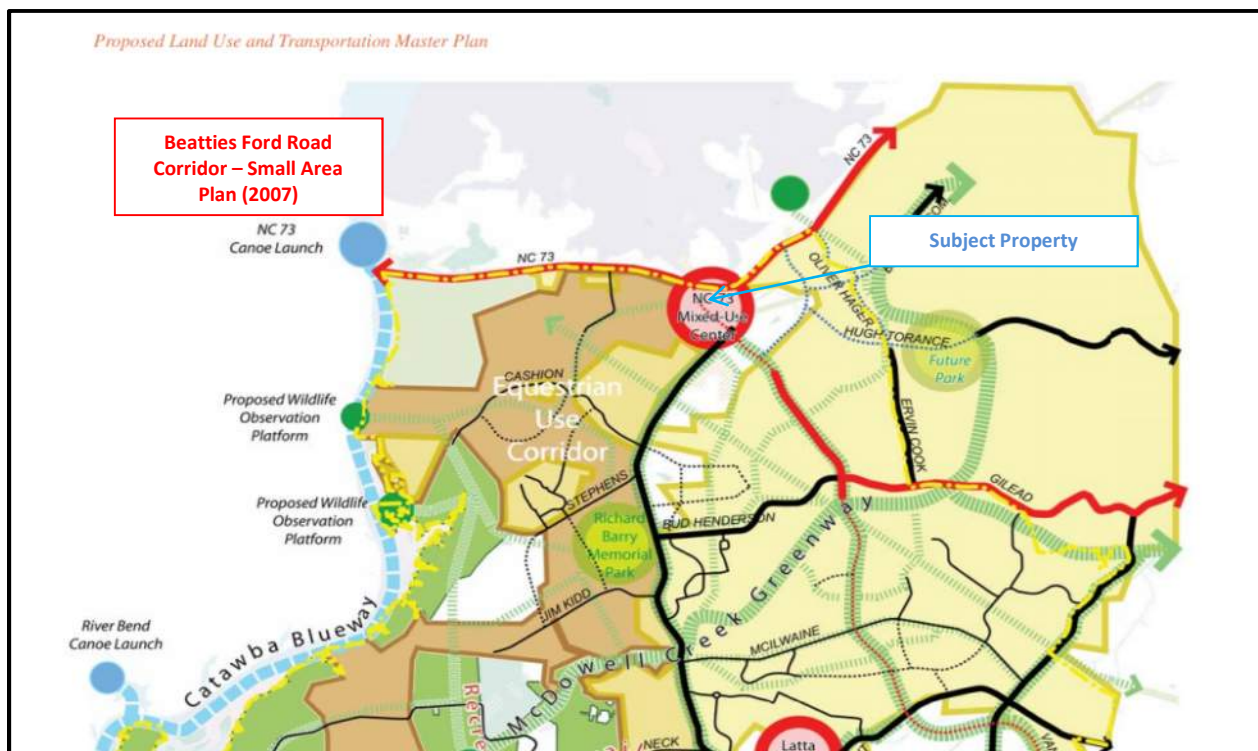 Proposed Land Use and Transportation Master Plan
Beatties Ford Road
Corridor – Small Area
Plan (2007)
NC 73
Subject Property
NC 73
Canoe Launch
NC 73
OLIVER HAGER
NC 73
Mixed-Use
Center
HUGH TORANCE
Future
Park
CASHION
Equestrian
Use
Corridor
Proposed Wildlife
Observation
Platform
ERVIN COOK
STEPHENS
GILEAD
Proposed Wildlife
Observation
Platform
Richard
Barry
Memorial
Park
BUD HENDERSON
JIM KIDD
River Bend
Canoe Launch
Catawba Blueway
McDowell Creek Greenway
MCILWAINE
NECK
Latta